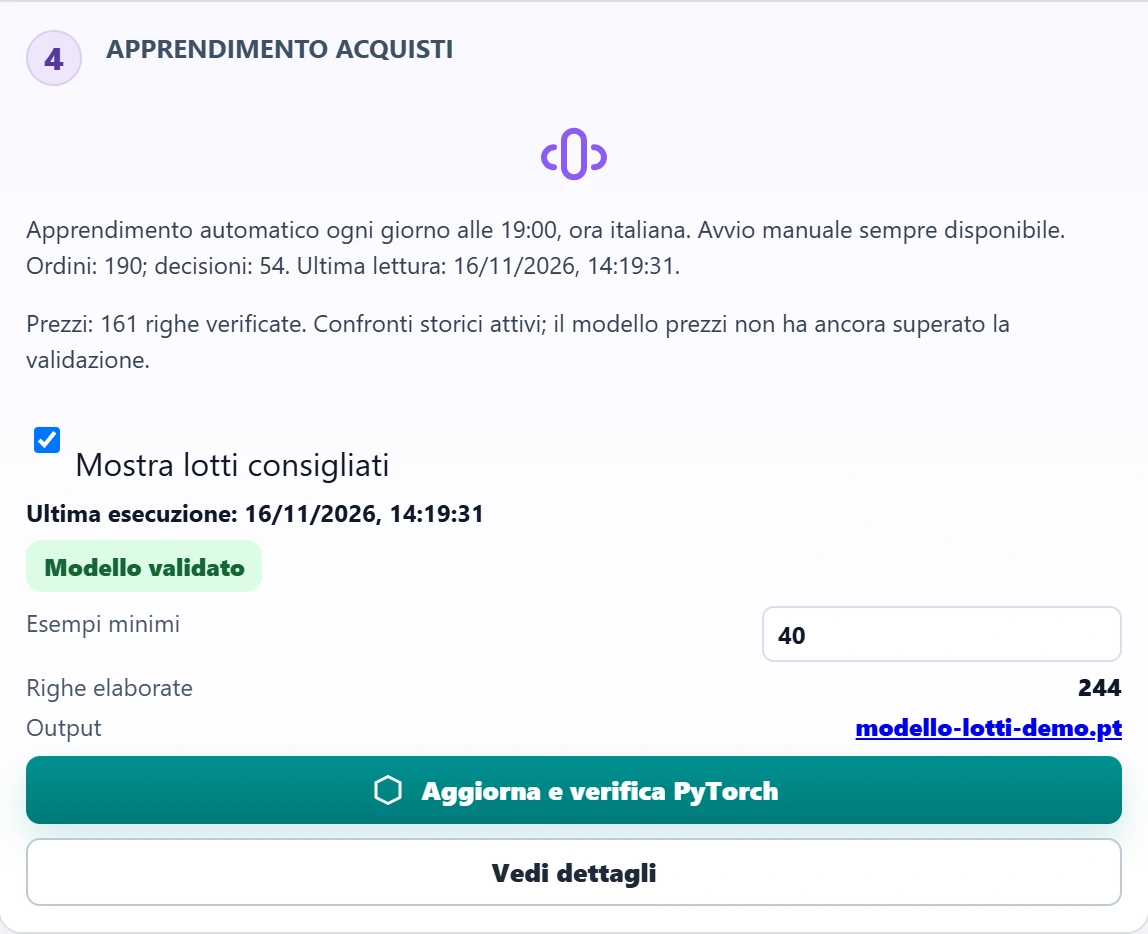 4
APPRENDIMENTO ACQUISTI
Apprendimento automatico ogni giorno alle 19:00, ora italiana. Avvio manuale sempre disponibile.
Ordini: 190; decisioni: 54. Ultima lettura: 16/11/2026, 14:19:31.
Prezzi: 161 righe verificate. Confronti storici attivi; il modello prezzi non ha ancora superato la
validazione.
Mostra lotti consigliati
Ultima esecuzione: 16/11/2026, 14:19:31
Modello validato
Esempi minimi
40
Righe elaborate
244
Output
modello-lotti-demo.pt
Aggiorna e verifica PyTorch
Vedi dettagli